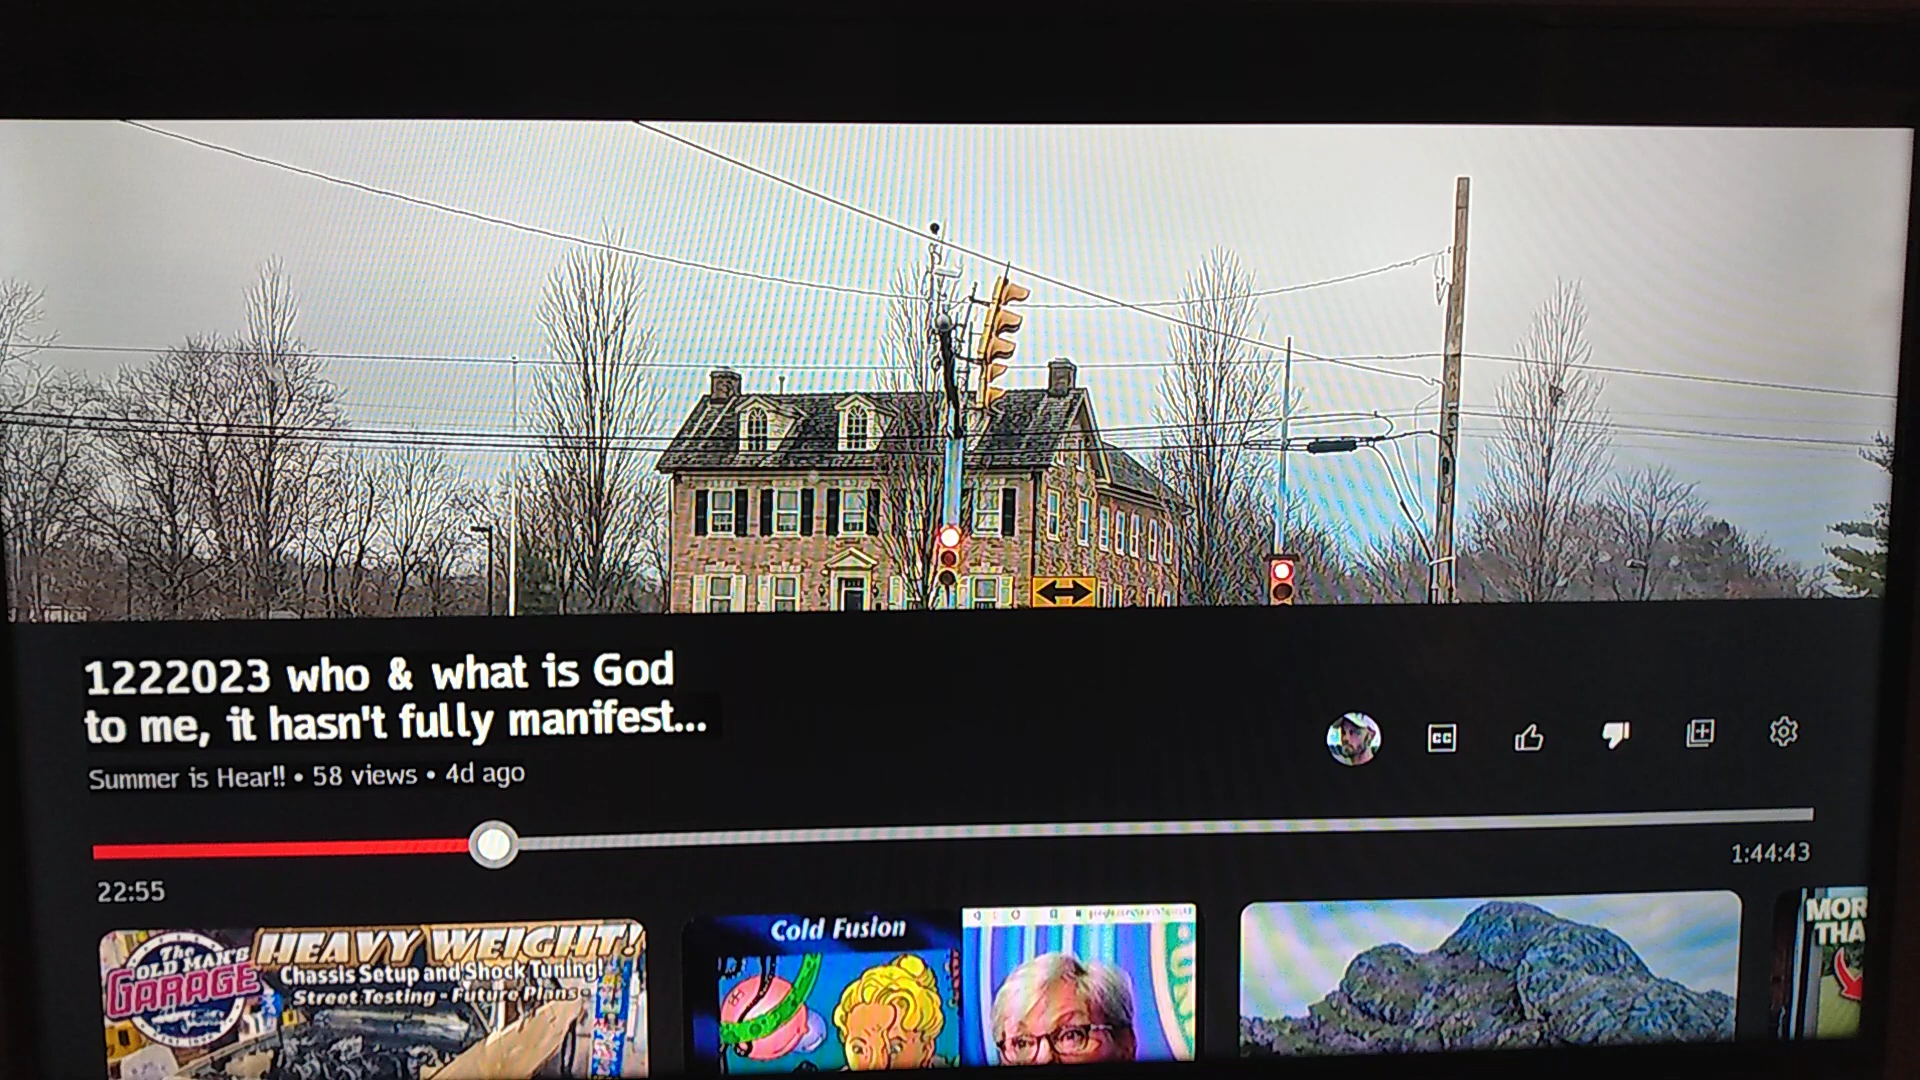 1222023 who & what is God
to me, it hasn't fully manifest...
Summer is Hear!! • 58 views • 4d ago
CC
22:55
1:44:43
The
OLD MAN'S
GARAGE
HEAVY WEIGHT!
Chassis Setup and Shock Tuning!
Street Testing - Future Plans
Cold Fusion
MOR
THA